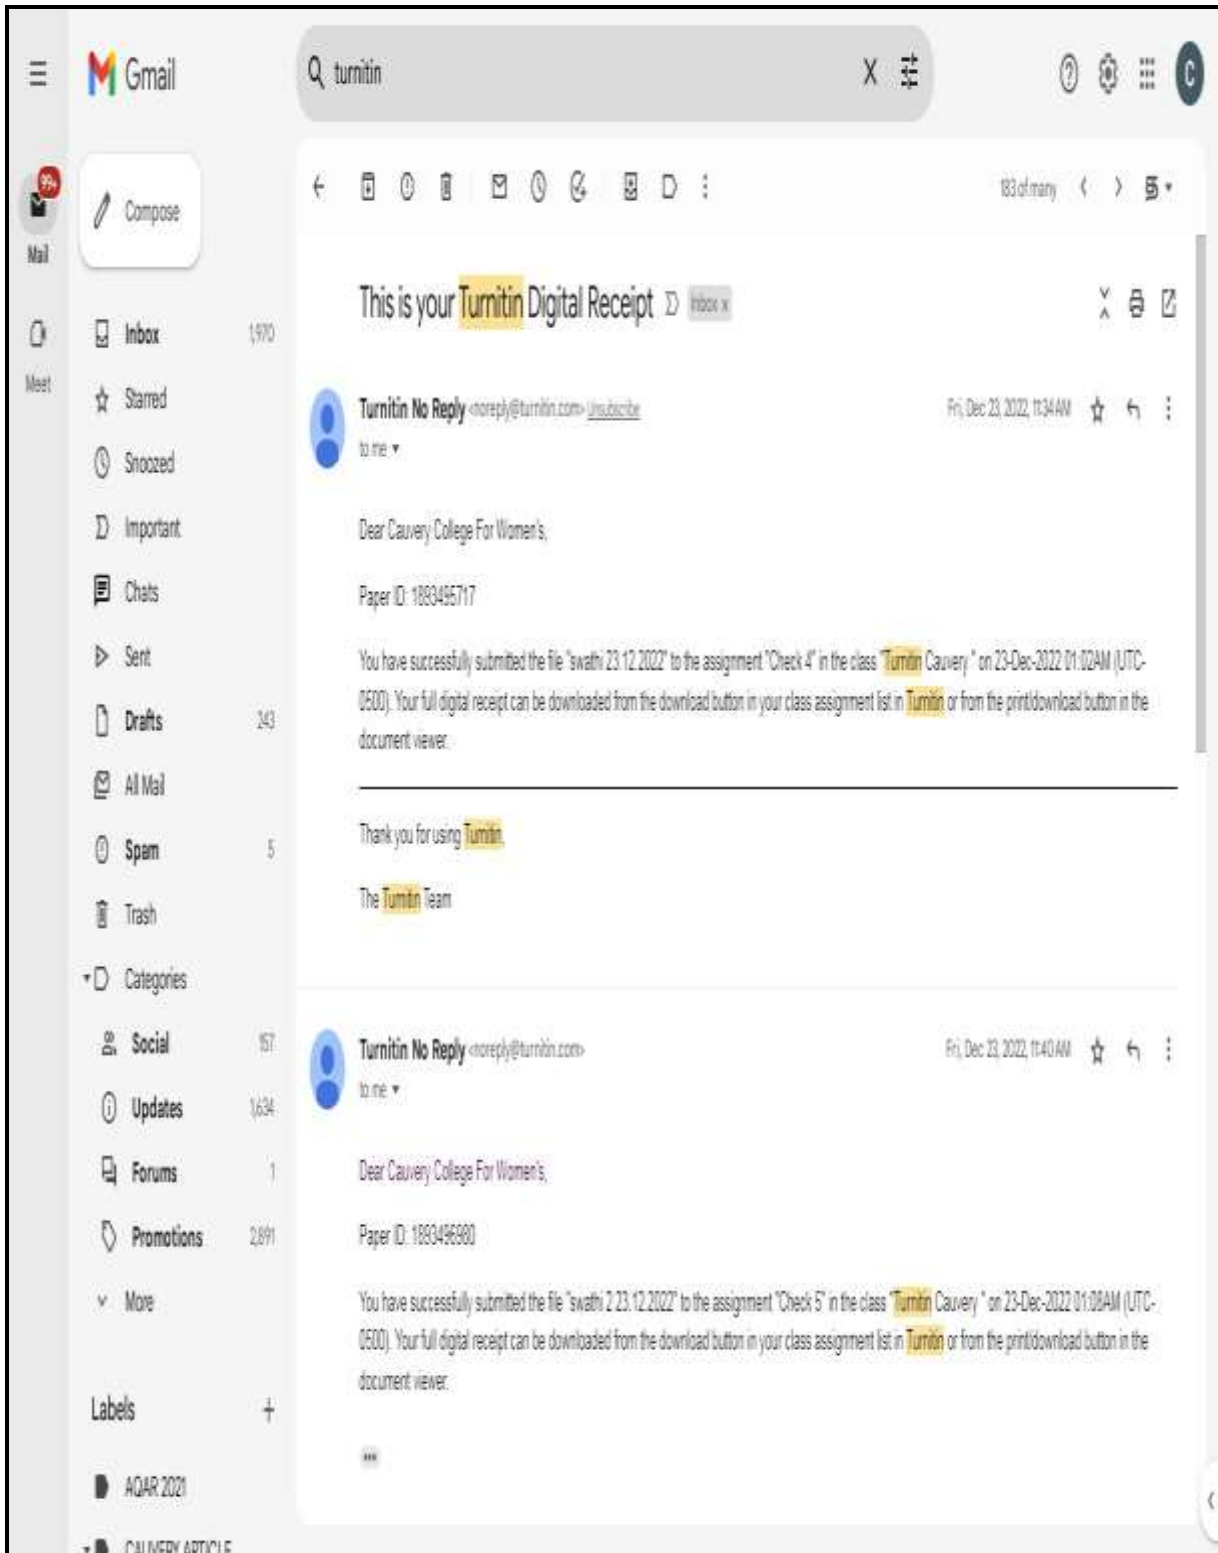 Gmail
turnitin
99+
Mail
Meet
Compose
183 of many
Inbox 1,970
Starred
Snoozed
Important
Chats
Sent
Drafts 243
All Mail
Spam 5
Trash
Categories
Social 157
Updates 1,634
Forums 1
Promotions 2,891
More
Labels +
AQAR 2021
CAUVERY ARTICLE
C
This is your Turnitin Digital Receipt Inbox x
Turnitin No Reply <noreply@turnitin.com> Unsubscribe
Fri, Dec 23, 2022, 11:34 AM
to me
Dear Cauvery College For Women's,
Paper ID: 1893495717
You have successfully submitted the file "swathi 23.12.2022" to the assignment "Check 4" in the class "Turnitin Cauvery " on 23-Dec-2022 01:02AM (UTC-
0500). Your full digital receipt can be downloaded from the download button in your class assignment list in Turnitin or from the print/download button in the
document viewer.
Thank you for using Turnitin,
The Turnitin Team
Turnitin No Reply <noreply@turnitin.com>
Fri, Dec 23, 2022, 11:40 AM
to me
Dear Cauvery College For Women's,
Paper ID: 1893496980
You have successfully submitted the file "swathi 2 23.12.2022" to the assignment "Check 5" in the class "Turnitin Cauvery " on 23-Dec-2022 01:08AM (UTC-
0500). Your full digital receipt can be downloaded from the download button in your class assignment list in Turnitin or from the print/download button in the
document viewer.